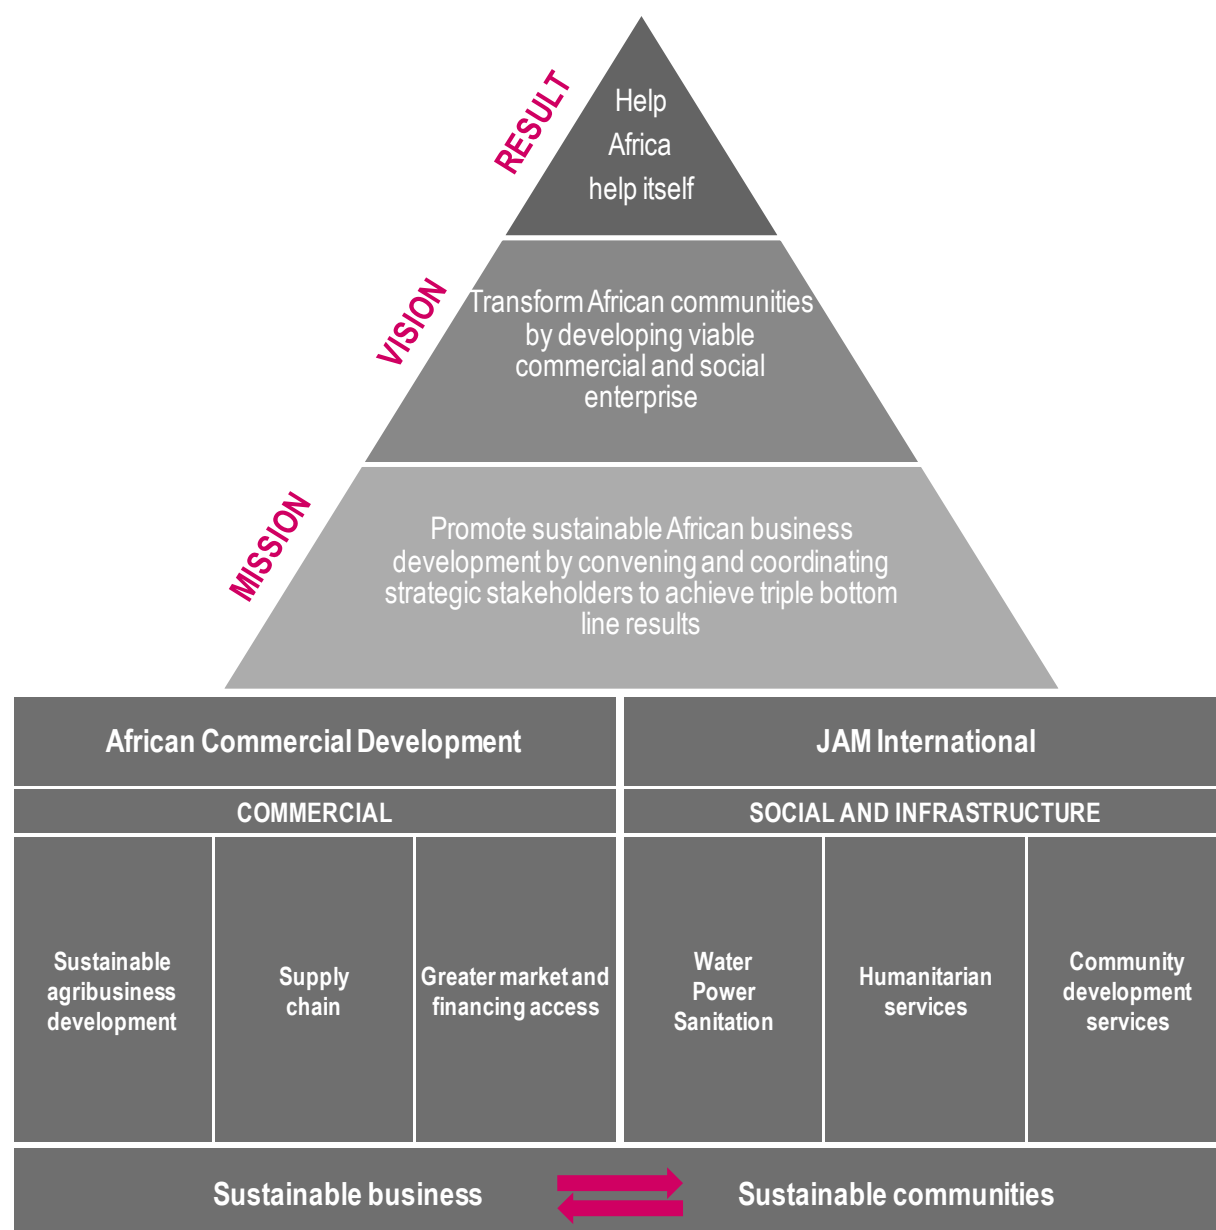 RESULT
Help
Africa
help itself
VISION
Transform African communities
by developing viable
commercial and social
enterprise
MISSION
Promote sustainable African business
development by convening and coordinating
strategic stakeholders to achieve triple bottom
line results
African Commercial Development
JAM International
COMMERCIAL
SOCIAL AND INFRASTRUCTURE
Sustainable
agribusiness
development
Supply
chain
Greater market and
financing access
Water
Power
Sanitation
Humanitarian
services
Community
development
services
Sustainable business
Sustainable communities